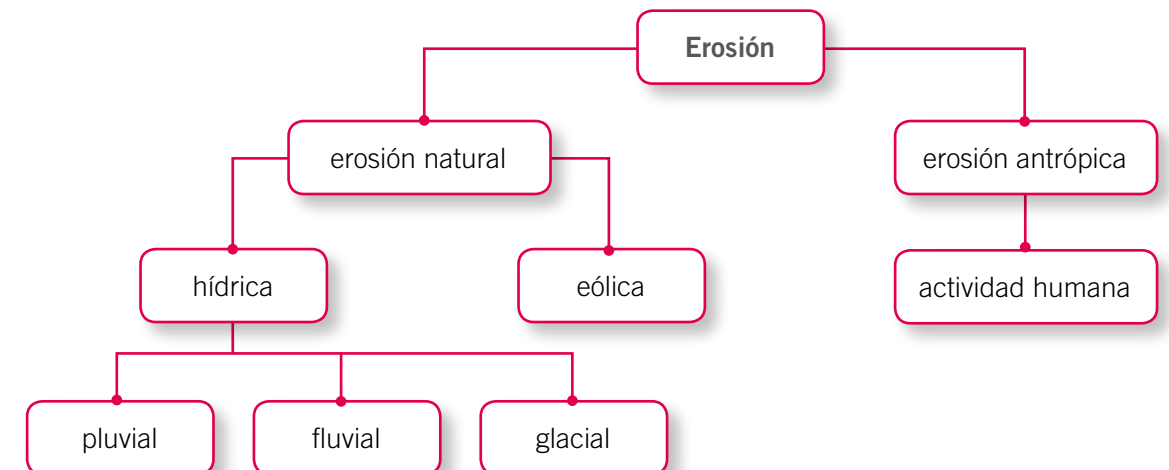 Erosión
erosión natural
erosión antrópica
hídrica
eólica
actividad humana
pluvial
fluvial
glacial